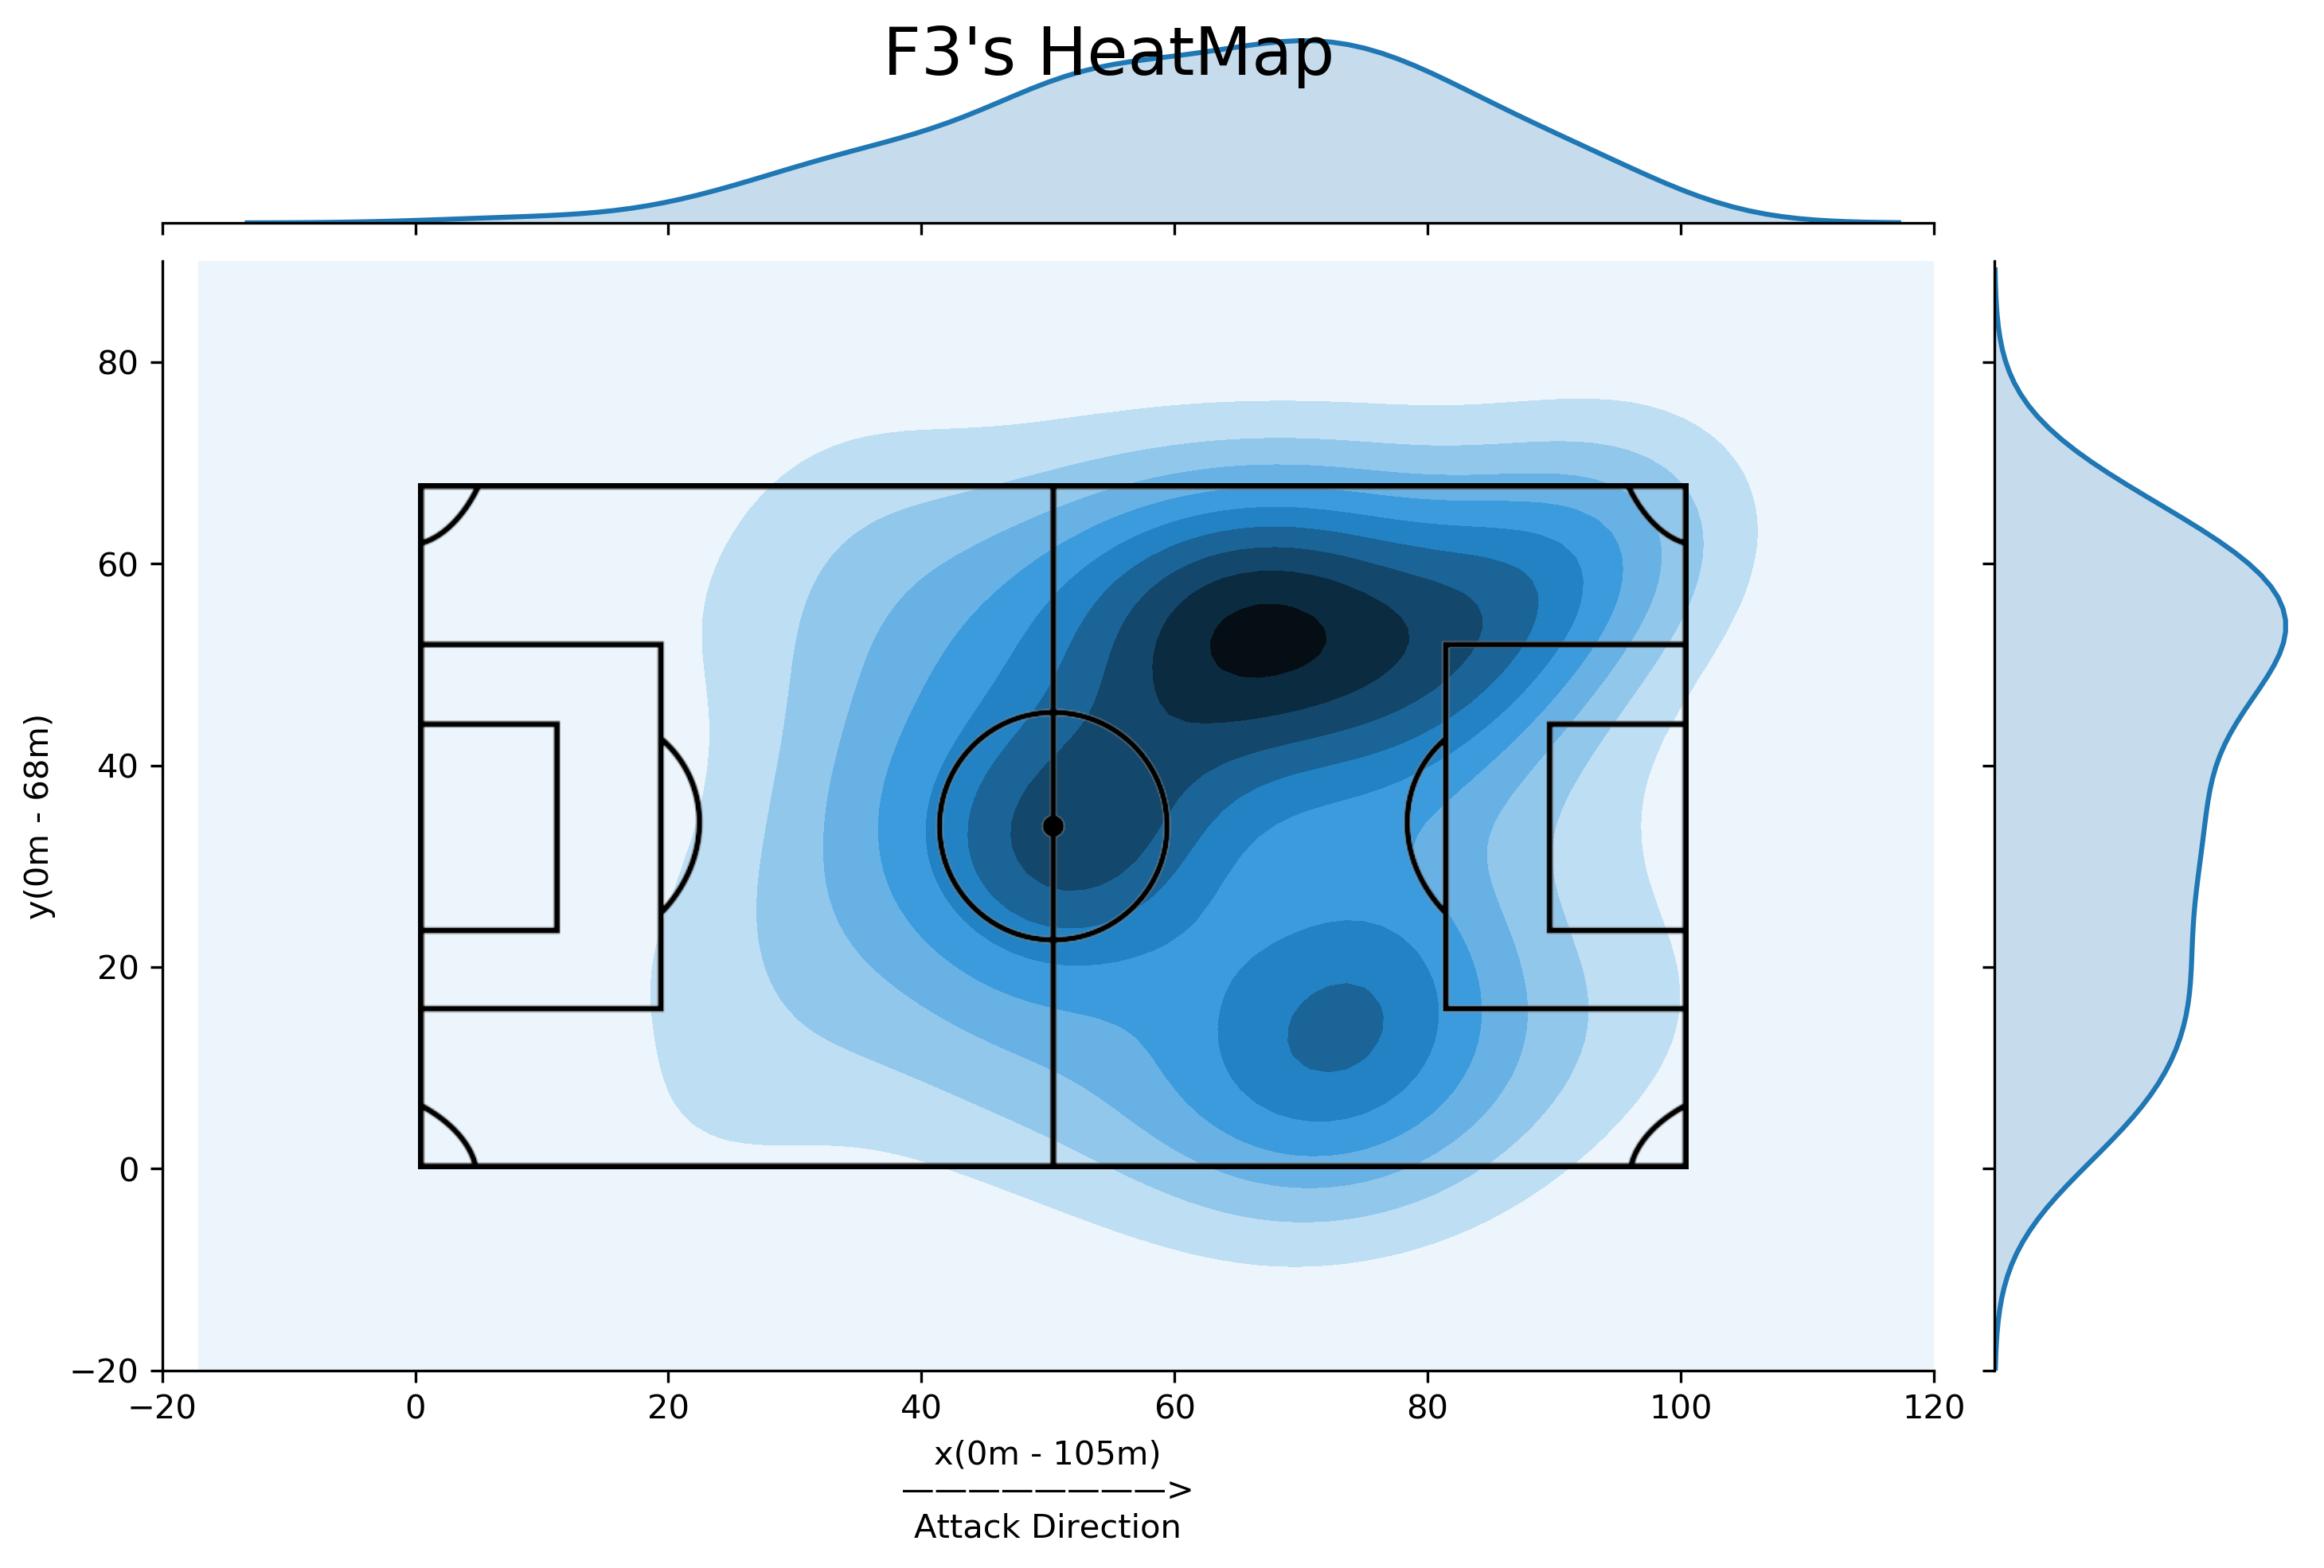 F3's HeatMap
80
60
40
20
0
−20
y(0m - 68m)
−20 0 20 40 60 80 100 120
x(0m - 105m)
————————>
Attack Direction